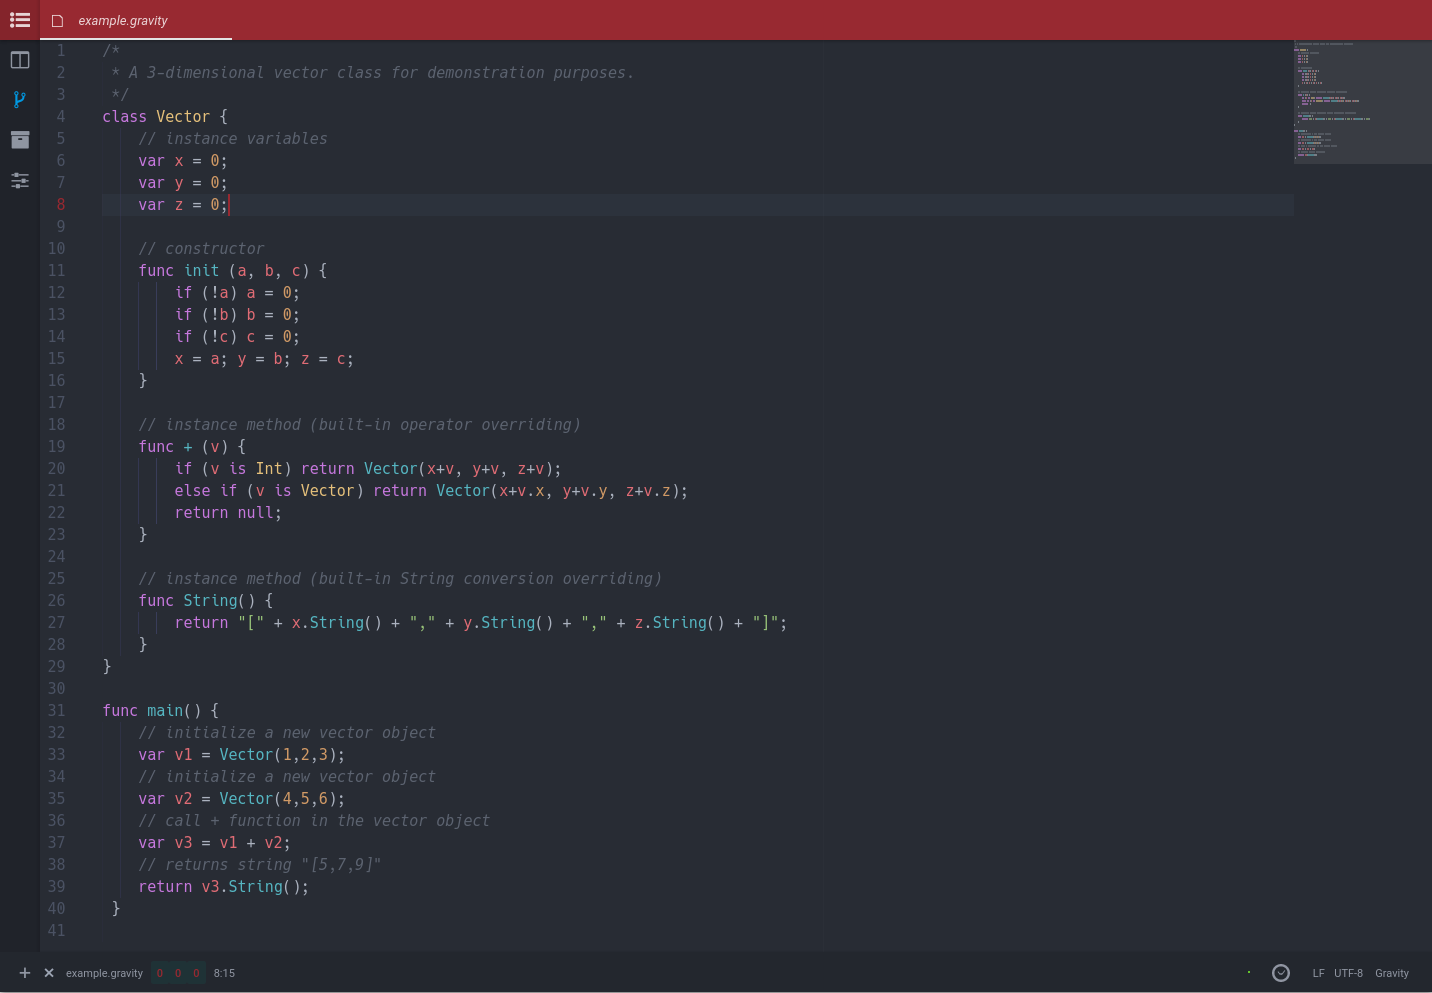 example.gravity
1 /*
2  * A 3-dimensional vector class for demonstration purposes.
3  */
4 class Vector {
5     // instance variables
6     var x = 0;
7     var y = 0;
8     var z = 0;
9
10     // constructor
11     func init (a, b, c) {
12         if (!a) a = 0;
13         if (!b) b = 0;
14         if (!c) c = 0;
15         x = a; y = b; z = c;
16     }
17
18     // instance method (built-in operator overriding)
19     func + (v) {
20         if (v is Int) return Vector(x+v, y+v, z+v);
21         else if (v is Vector) return Vector(x+v.x, y+v.y, z+v.z);
22         return null;
23     }
24
25     // instance method (built-in String conversion overriding)
26     func String() {
27         return "[" + x.String() + "," + y.String() + "," + z.String() + "]";
28     }
29 }
30
31 func main() {
32     // initialize a new vector object
33     var v1 = Vector(1,2,3);
34     // initialize a new vector object
35     var v2 = Vector(4,5,6);
36     // call + function in the vector object
37     var v3 = v1 + v2;
38     // returns string "[5,7,9]"
39     return v3.String();
40  }
41
example.gravity 0 0 0 8:15 LF UTF-8 Gravity